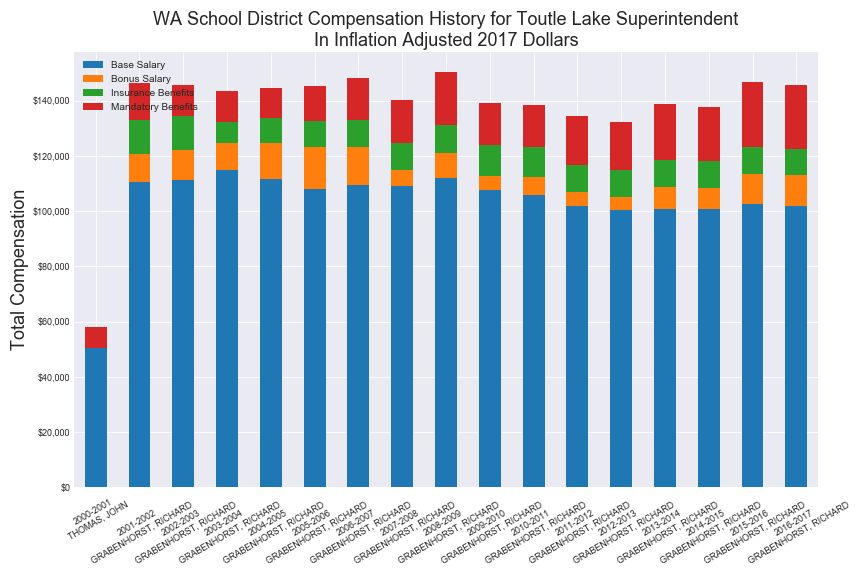 WA School District Compensation History for Toutle Lake Superintendent
In Inflation Adjusted 2017 Dollars
Base Salary
Bonus Salary
Insurance Benefits
Mandatory Benefits
Total Compensation
$140,000
$120,000
$100,000
$80,000
$60,000
$40,000
$20,000
$0
2000-2001
THOMAS, JOHN
2001-2002
GRABENHORST, RICHARD
2002-2003
GRABENHORST, RICHARD
2003-2004
GRABENHORST, RICHARD
2004-2005
GRABENHORST, RICHARD
2005-2006
GRABENHORST, RICHARD
2006-2007
GRABENHORST, RICHARD
2007-2008
GRABENHORST, RICHARD
2008-2009
GRABENHORST, RICHARD
2009-2010
GRABENHORST, RICHARD
2010-2011
GRABENHORST, RICHARD
2011-2012
GRABENHORST, RICHARD
2012-2013
GRABENHORST, RICHARD
2013-2014
GRABENHORST, RICHARD
2014-2015
GRABENHORST, RICHARD
2015-2016
GRABENHORST, RICHARD
2016-2017
GRABENHORST, RICHARD